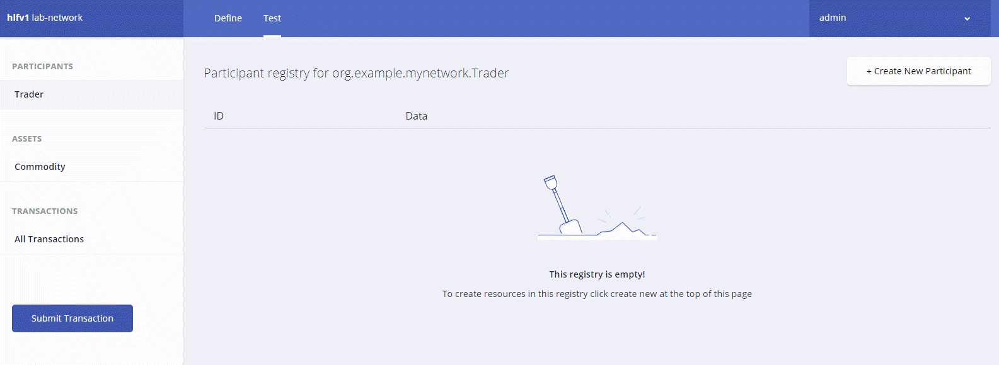 hlfv1 lab-network
Define
Test
admin
PARTICIPANTS
Trader
ASSETS
Commodity
TRANSACTIONS
All Transactions
Submit Transaction
Participant registry for org.example.mynetwork.Trader
+ Create New Participant
ID
Data
This registry is empty!
To create resources in this registry click create new at the top of this page